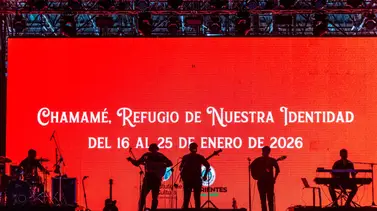 Chamamé, Refugio de Nuestra Identidad
del 16 al 25 de enero de 2026